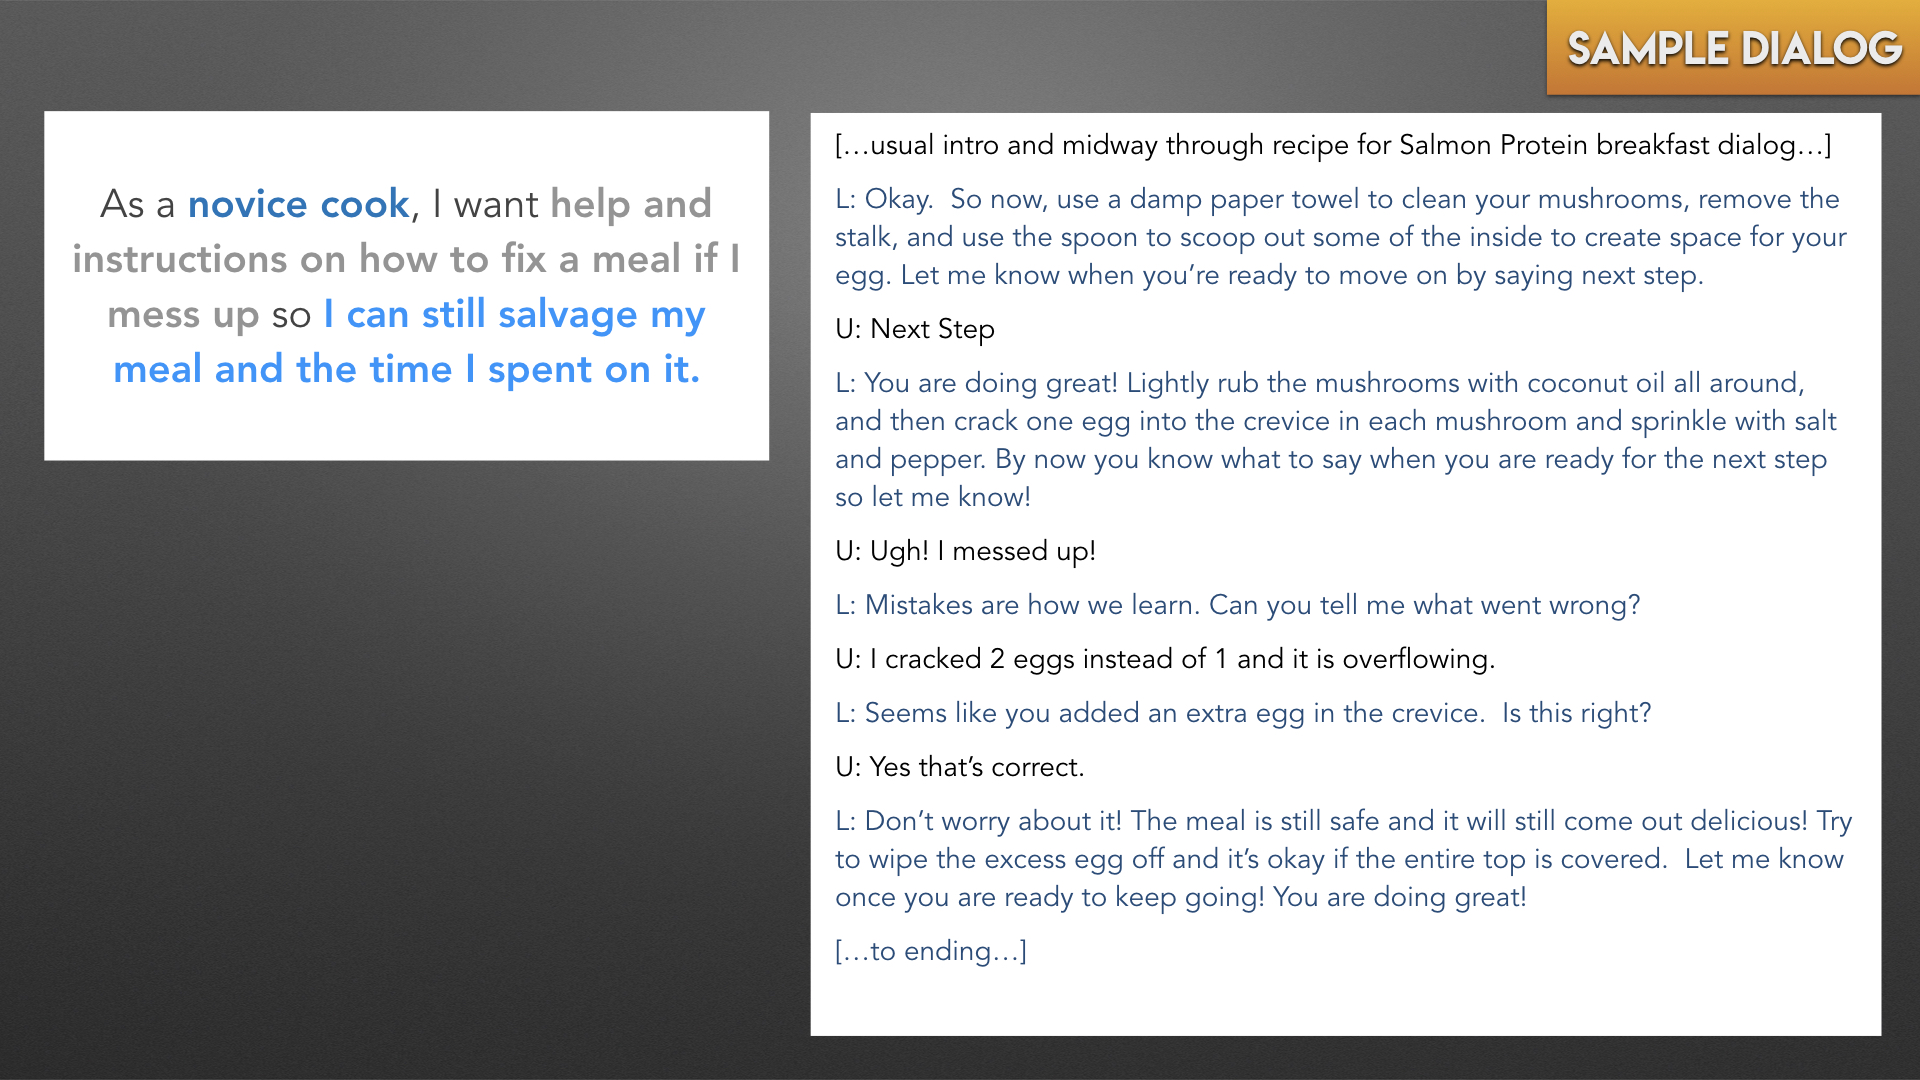 SAMPLE DIALOG
As a novice cook, I want help and
instructions on how to fix a meal if I
mess up so I can still salvage my
meal and the time I spent on it.
[…usual intro and midway through recipe for Salmon Protein breakfast dialog…]
L: Okay.  So now, use a damp paper towel to clean your mushrooms, remove the
stalk, and use the spoon to scoop out some of the inside to create space for your
egg. Let me know when you’re ready to move on by saying next step.
U: Next Step
L: You are doing great! Lightly rub the mushrooms with coconut oil all around,
and then crack one egg into the crevice in each mushroom and sprinkle with salt
and pepper. By now you know what to say when you are ready for the next step
so let me know!
U: Ugh! I messed up!
L: Mistakes are how we learn. Can you tell me what went wrong?
U: I cracked 2 eggs instead of 1 and it is overflowing.
L: Seems like you added an extra egg in the crevice.  Is this right?
U: Yes that’s correct.
L: Don’t worry about it! The meal is still safe and it will still come out delicious! Try
to wipe the excess egg off and it’s okay if the entire top is covered.  Let me know
once you are ready to keep going! You are doing great!
[…to ending…]